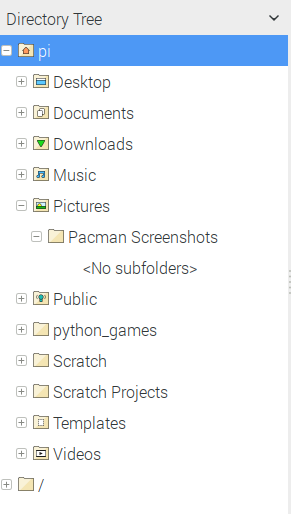 Directory Tree
pi
Desktop
Documents
Downloads
Music
Pictures
Pacman Screenshots
<No subfolders>
Public
python_games
Scratch
Scratch Projects
Templates
Videos
/